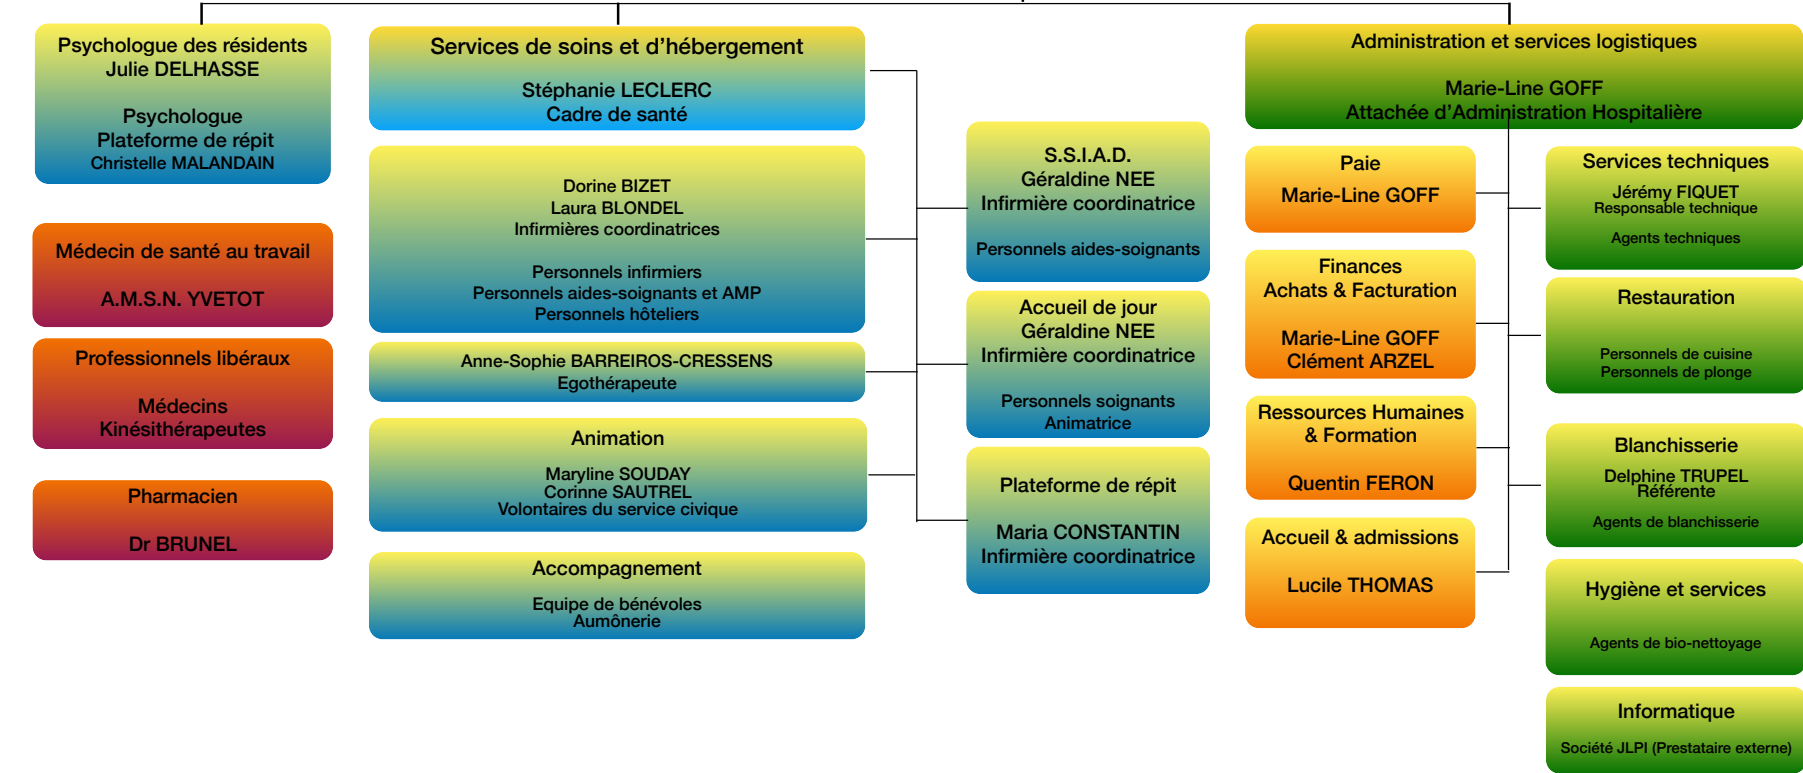 Psychologue des résidents
Julie DELHASSE
Psychologue
Plateforme de répit
Christelle MALANDAIN
Médecin de santé au travail
A.M.S.N. YVETOT
Professionnels libéraux
Médecins
Kinésithérapeutes
Pharmacien
Dr BRUNEL
Services de soins et d’hébergement
Stéphanie LECLERC
Cadre de santé
Dorine BIZET
Laura BLONDEL
Infirmières coordinatrices
Personnels infirmiers
Personnels aides-soignants et AMP
Personnels hôteliers
Anne-Sophie BARREIROS-CRESSENS
Egothérapeute
Animation
Maryline SOUDAY
Corinne SAUTREL
Volontaires du service civique
Accompagnement
Equipe de bénévoles
Aumônerie
S.S.I.A.D.
Géraldine NEE
Infirmière coordinatrice
Personnels aides-soignants
Accueil de jour
Géraldine NEE
Infirmière coordinatrice
Personnels soignants
Animatrice
Plateforme de répit
Maria CONSTANTIN
Infirmière coordinatrice
Administration et services logistiques
Marie-Line GOFF
Attachée d’Administration Hospitalière
Paie
Marie-Line GOFF
Finances
Achats & Facturation
Marie-Line GOFF
Clément ARZEL
Ressources Humaines
& Formation
Quentin FERON
Accueil & admissions
Lucile THOMAS
Services techniques
Jérémy FIQUET
Responsable technique
Agents techniques
Restauration
Personnels de cuisine
Personnels de plonge
Blanchisserie
Delphine TRUPEL
Référente
Agents de blanchisserie
Hygiène et services
Agents de bio-nettoyage
Informatique
Société JLPI (Prestataire externe)